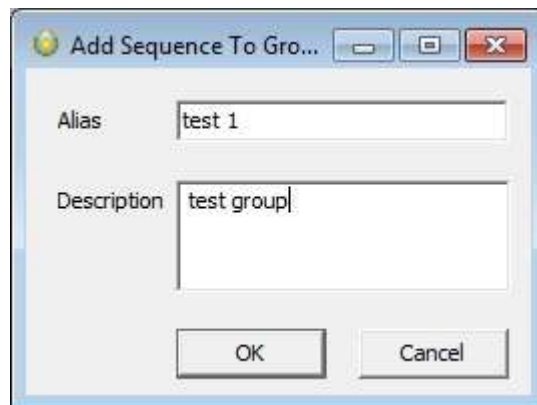 Add Sequence To Gro...
Alias
test 1
Description
test group
OK
Cancel